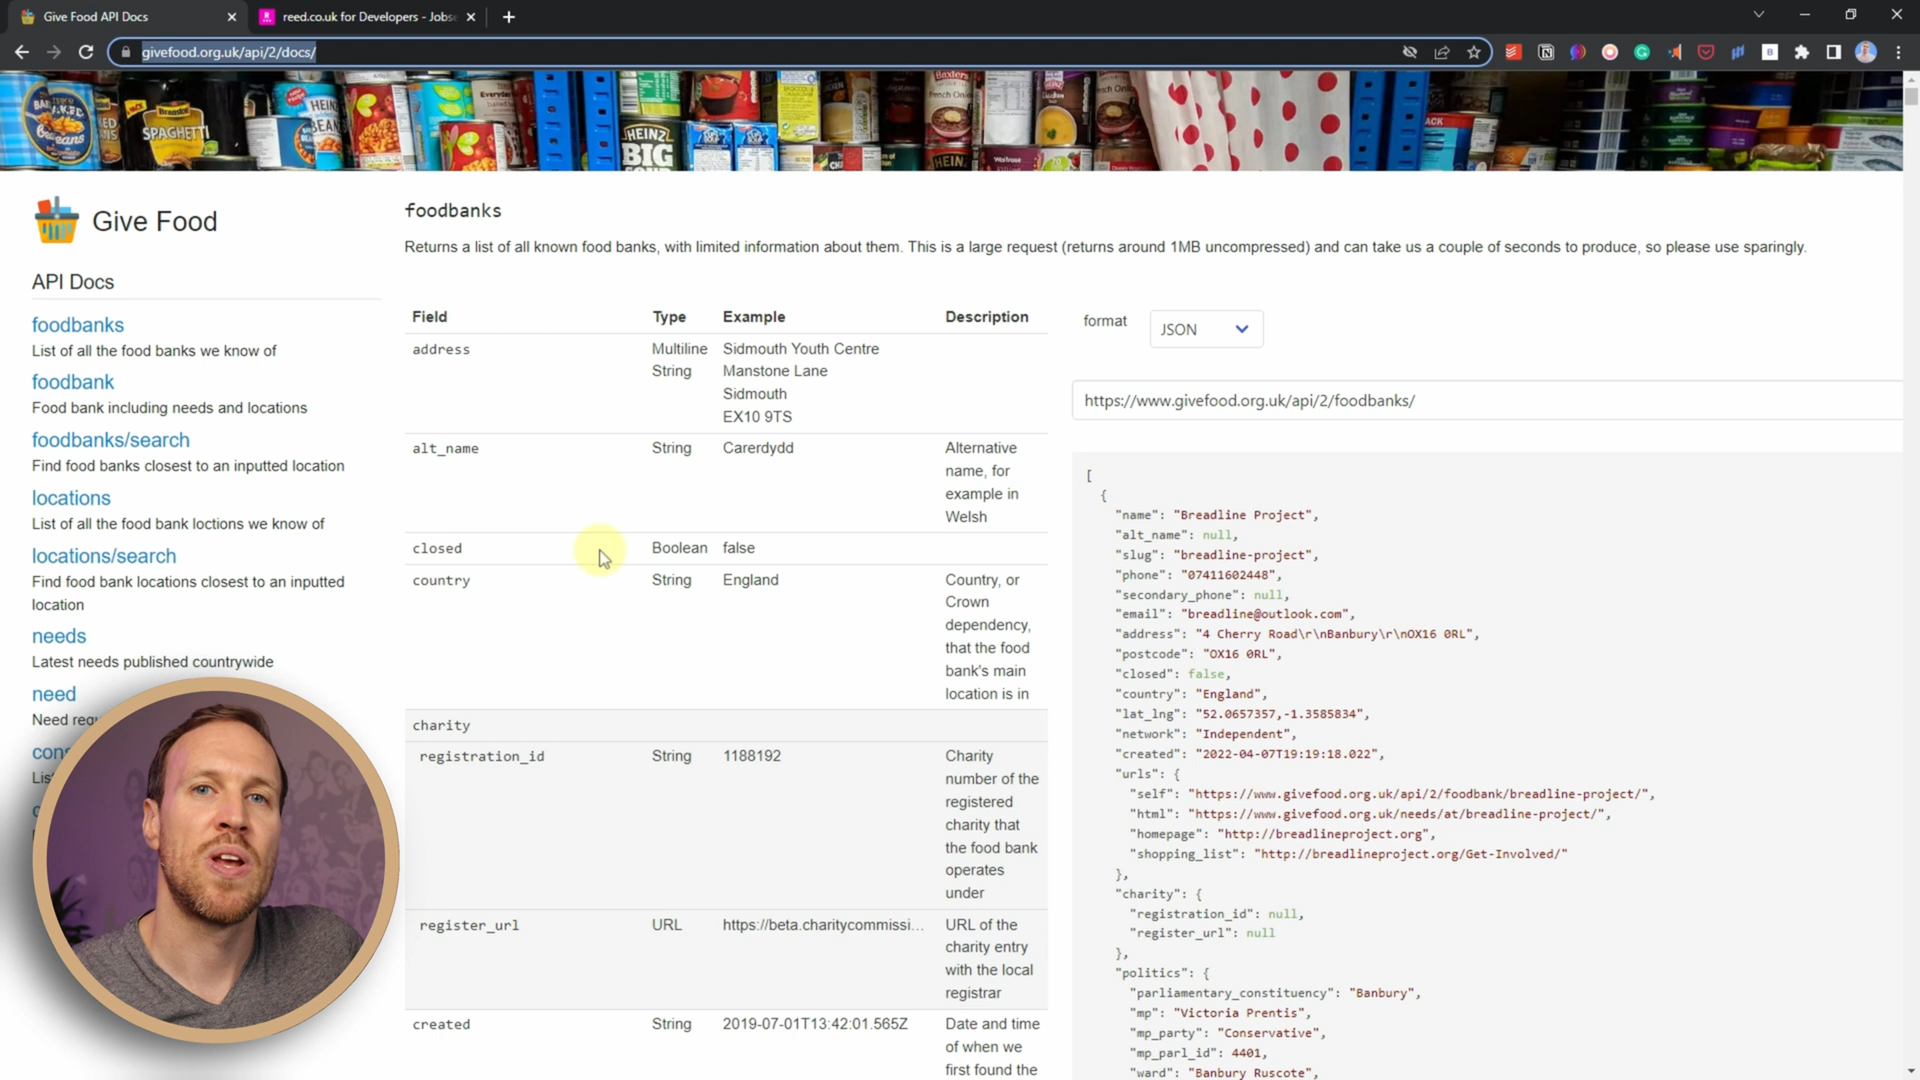 Give Food API Docs
reed.co.uk for Developers - Jobse
givefood.org.uk/api/2/docs/
SPAGHETTI
HEINZ
BIG
Give Food
API Docs
foodbanks
List of all the food banks we know of
foodbank
Food bank including needs and locations
foodbanks/search
Find food banks closest to an inputted location
locations
List of all the food bank loctions we know of
locations/search
Find food bank locations closest to an inputted
location
needs
Latest needs published countrywide
need
Need requ
cons
Lis
foodbanks
Returns a list of all known food banks, with limited information about them. This is a large request (returns around 1MB uncompressed) and can take us a couple of seconds to produce, so please use sparingly.
Field Type Example Description
address Multiline String Sidmouth Youth Centre
Manstone Lane
Sidmouth
EX10 9TS
alt_name String Carerdydd Alternative
name, for
example in
Welsh
closed Boolean false
country String England Country, or
Crown
dependency,
that the food
bank's main
location is in
charity
registration_id String 1188192 Charity
number of the
registered
charity that
the food bank
operates
under
register_url URL https://beta.charitycommissi... URL of the
charity entry
with the local
registrar
created String 2019-07-01T13:42:01.565Z Date and time
of when we
first found the
format JSON
https://www.givefood.org.uk/api/2/foodbanks/
[
{
"name": "Breadline Project",
"alt_name": null,
"slug": "breadline-project",
"phone": "07411602448",
"secondary_phone": null,
"email": "breadline@outlook.com",
"address": "4 Cherry Road\r\nBanbury\r\nOX16 0RL",
"postcode": "OX16 0RL",
"closed": false,
"country": "England",
"lat_lng": "52.0657357,-1.3585834",
"network": "Independent",
"created": "2022-04-07T19:19:18.022",
"urls": {
"self": "https://www.givefood.org.uk/api/2/foodbank/breadline-project/",
"html": "https://www.givefood.org.uk/needs/at/breadline-project/",
"homepage": "http://breadlineproject.org",
"shopping_list": "http://breadlineproject.org/Get-Involved/"
},
"charity": {
"registration_id": null,
"register_url": null
},
"politics": {
"parliamentary_constituency": "Banbury",
"mp": "Victoria Prentis",
"mp_party": "Conservative",
"mp_parl_id": 4401,
"ward": "Banbury Ruscote",